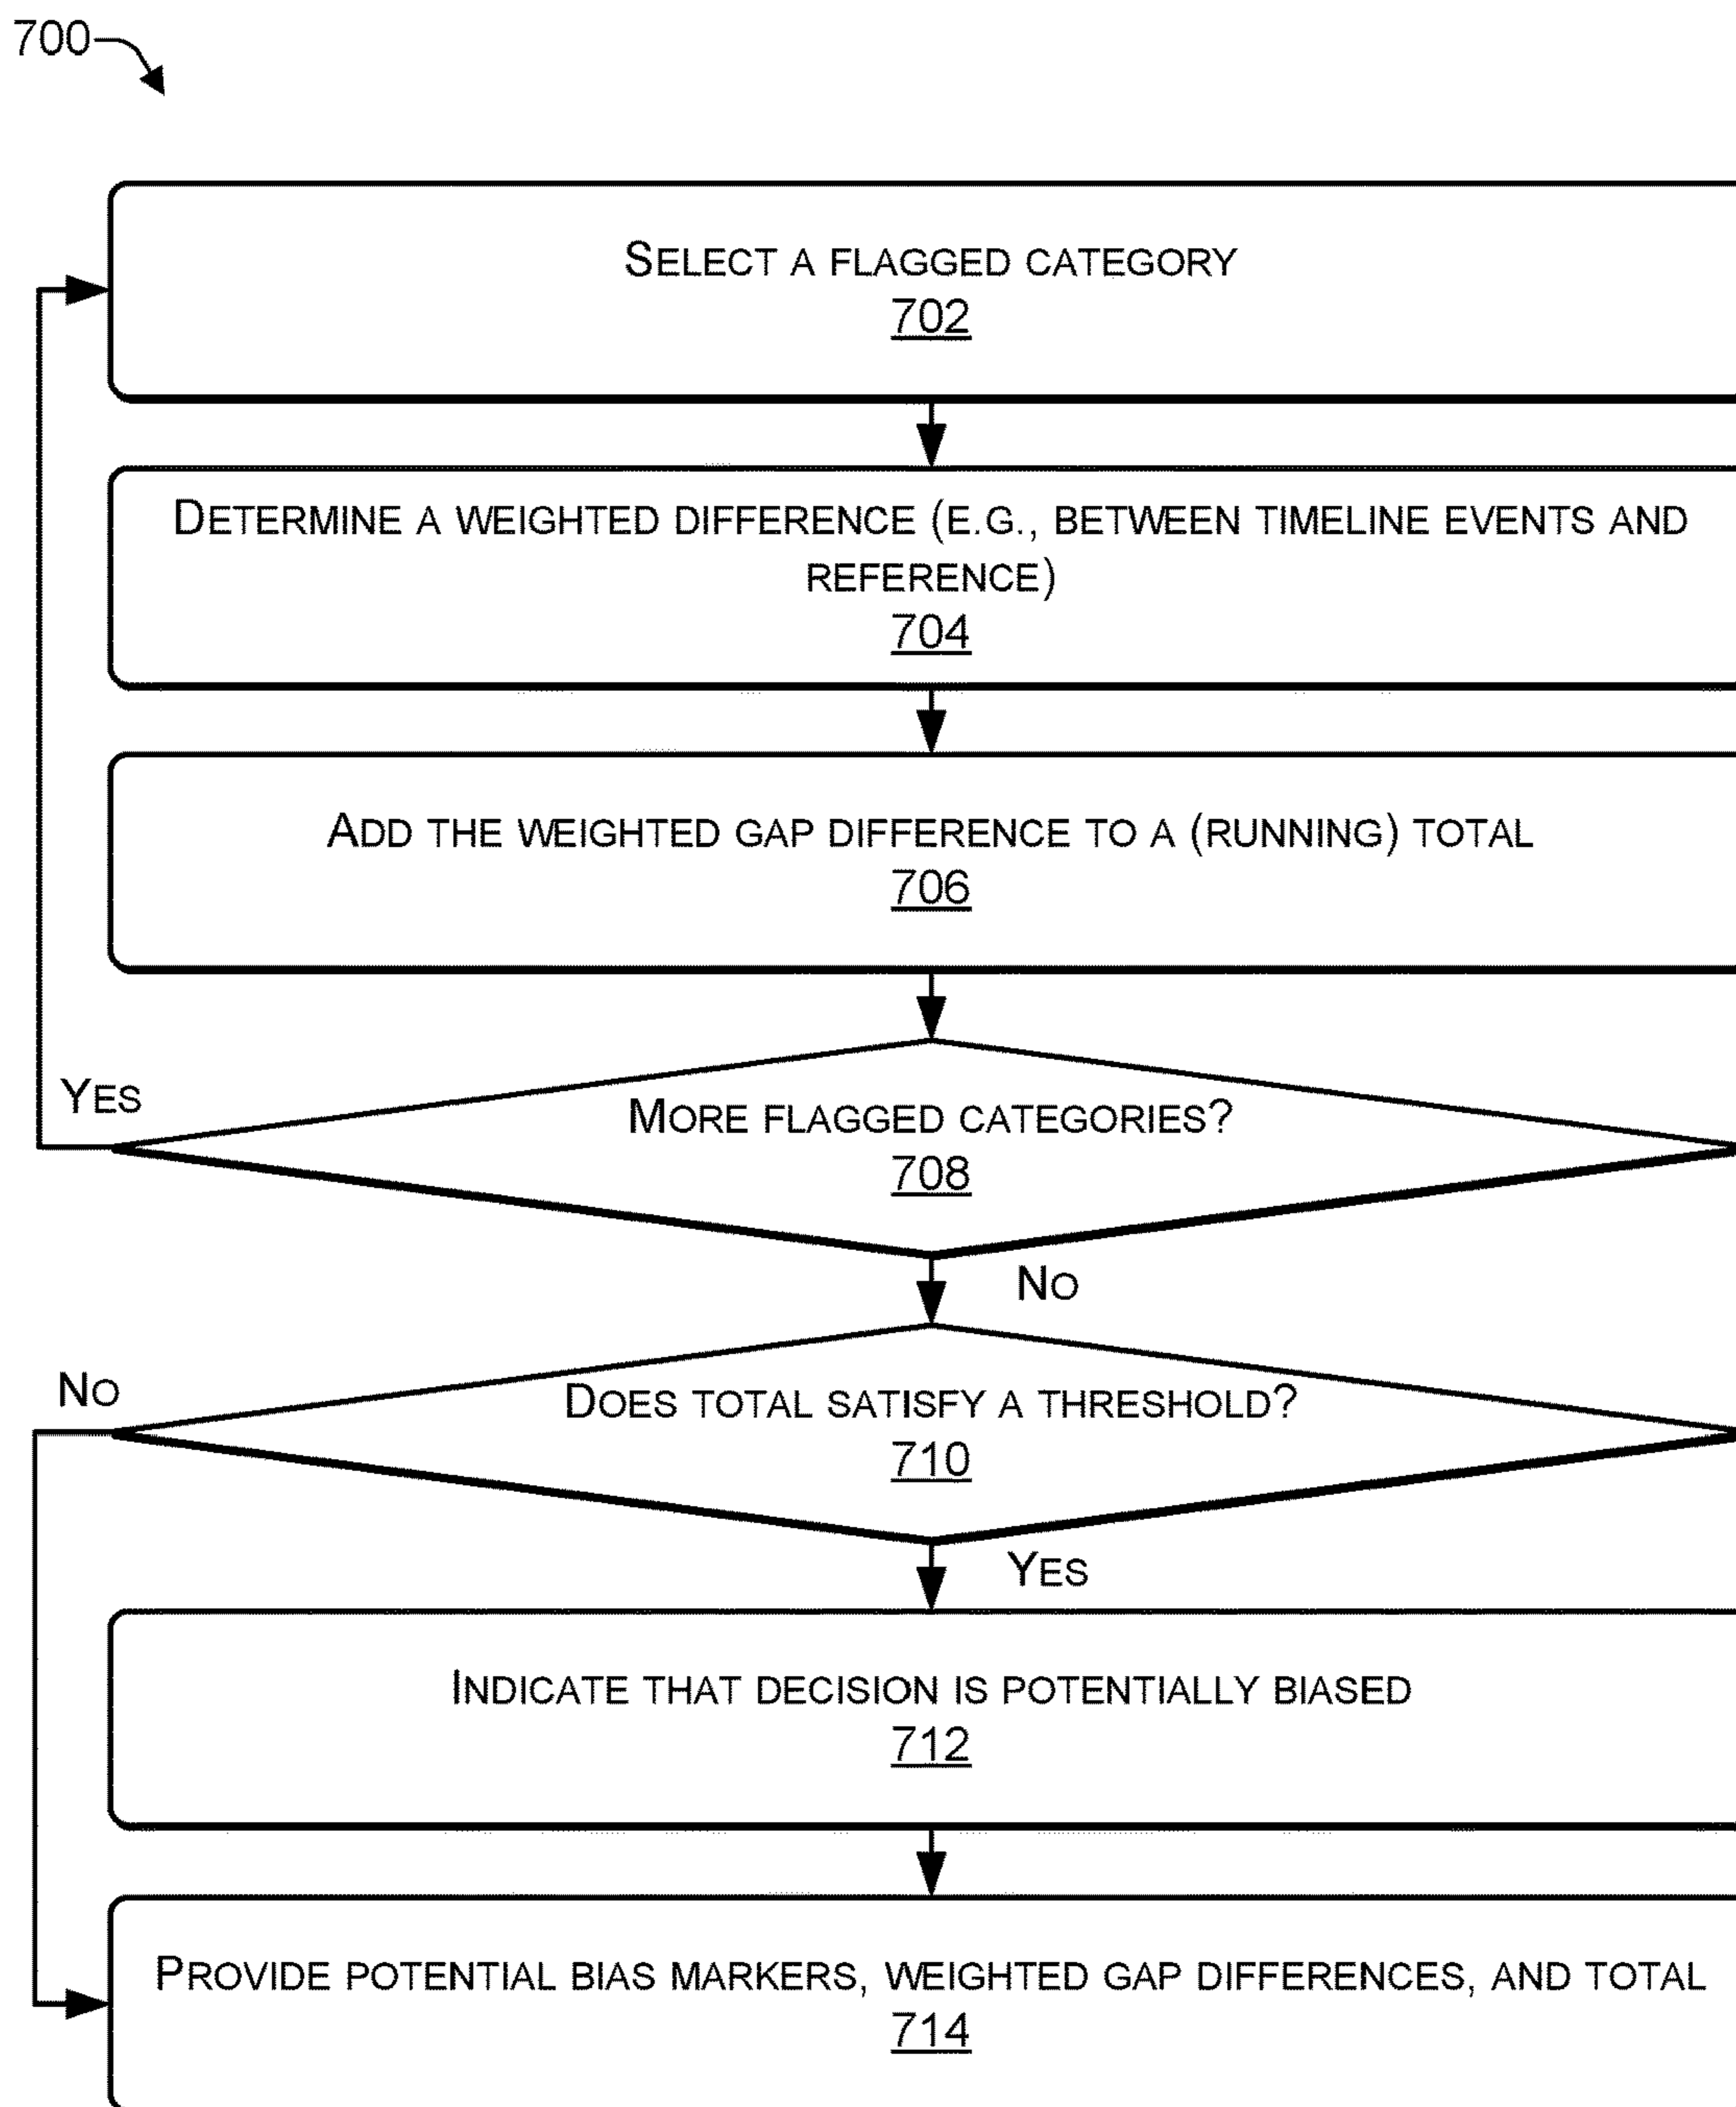 700
SELECT A FLAGGED CATEGORY
702
DETERMINE A WEIGHTED DIFFERENCE (E.G., BETWEEN TIMELINE EVENTS AND
REFERENCE)
704
ADD THE WEIGHTED GAP DIFFERENCE TO A (RUNNING) TOTAL
706
YES
MORE FLAGGED CATEGORIES?
708
NO
NO
DOES TOTAL SATISFY A THRESHOLD?
710
YES
INDICATE THAT DECISION IS POTENTIALLY BIASED
712
PROVIDE POTENTIAL BIAS MARKERS, WEIGHTED GAP DIFFERENCES, AND TOTAL
714